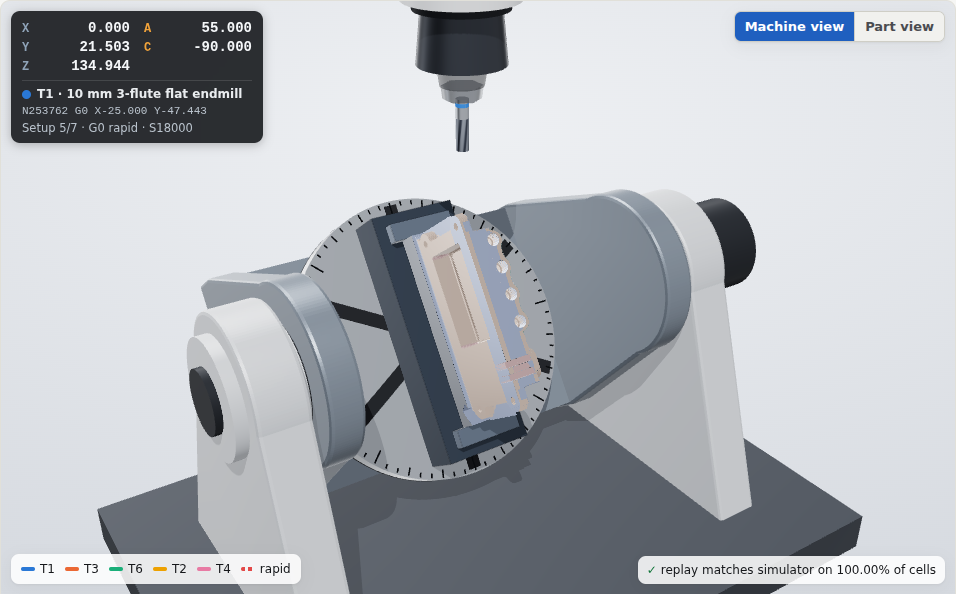 X 0.000 A 55.000
Y 21.503 C -90.000
Z 134.944
T1 · 10 mm 3-flute flat endmill
N253762 G0 X-25.000 Y-47.443
Setup 5/7 · G0 rapid · S18000
Machine view Part view
T1 T3 T6 T2 T4 rapid
✓ replay matches simulator on 100.00% of cells